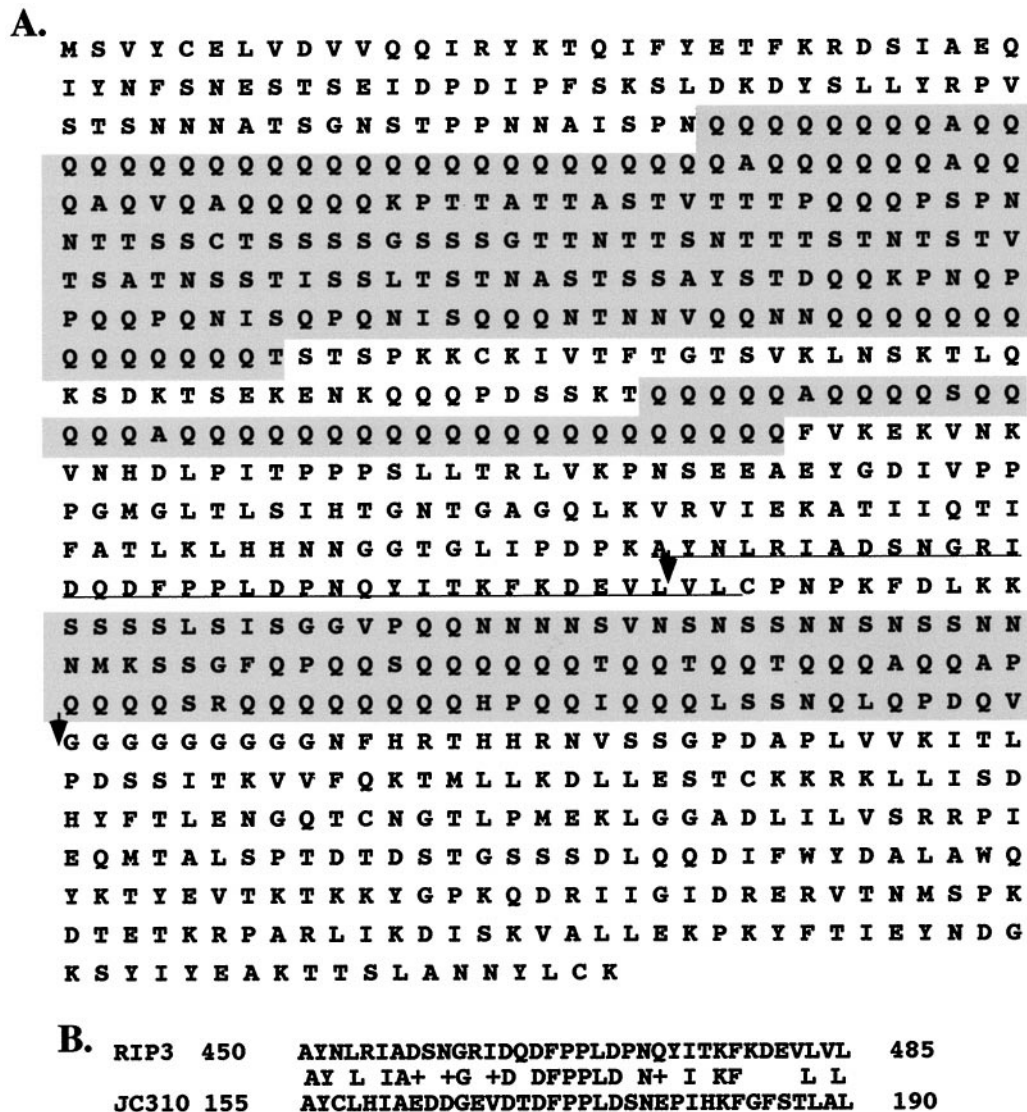 A.
M S V Y C E L V D V V Q Q I R Y K T Q I F Y E T F K R D S I A E Q
I Y N F S N E S T S E I D P D I P F S K S L D K D Y S L L Y R P V
S T S N N N A T S G N S T P P N N A I S P N Q Q Q Q Q Q Q Q A Q Q
Q Q Q Q Q Q Q Q Q Q Q Q Q Q Q Q Q Q Q Q Q Q Q A Q Q Q Q Q Q A Q Q
Q A Q V Q A Q Q Q Q Q K P T T A T T A S T V T T T P Q Q Q P S P N
N T T S S C T S S S S G S S S G T T N T T S N T T T S T N T S T V
T S A T N S S T I S S L T S T N A S T S S A Y S T D Q Q K P N Q P
P Q Q P Q N I S Q P Q N I S Q Q Q N T N N V Q Q N N Q Q Q Q Q Q Q
Q Q Q Q Q Q Q T S T S P K K C K I V T F T G T S V K L N S K T L Q
K S D K T S E K E N K Q Q Q P D S S K T Q Q Q Q Q A Q Q Q Q S Q Q
Q Q Q A Q Q Q Q Q Q Q Q Q Q Q Q Q Q Q Q Q Q Q Q Q F V K E K V N K
V N H D L P I T P P P S L L T R L V K P N S E E A E Y G D I V P P
P G M G L T L S I H T G N T G A G Q L K V R V I E K A T I I Q T I
F A T L K L H H N N G G T G L I P D P K A Y N L R I A D S N G R I
D Q D F P P L D P N Q Y I T K F K D E V L V L C P N P K F D L K K
S S S S L S I S G G V P Q Q N N N N S V N S N S S N N S N S S N N
N M K S S G F Q P Q Q S Q Q Q Q Q Q T Q Q T Q Q T Q Q Q A Q Q A P
Q Q Q Q S R Q Q Q Q Q Q Q Q H P Q Q I Q Q Q L S S N Q L Q P D Q V
G G G G G G G G G N F H R T H H R N V S S G P D A P L V V K I T L
P D S S I T K V V F Q K T M L L K D L L E S T C K K R K L L I S D
H Y F T L E N G Q T C N G T L P M E K L G G A D L I L V S R R P I
E Q M T A L S P T D T D S T G S S S D L Q Q D I F W Y D A L A W Q
Y K T Y E V T K T K K Y G P K Q D R I I G I D R E R V T N M S P K
D T E T K R P A R L I K D I S K V A L L E K P K Y F T I E Y N D G
K S Y I Y E A K T T S L A N N Y L C K
B. RIP3 450 AYNLRIADSNGRIDQDFPPLDPNQYITKFKDEVLVL 485
AY L IA+ +G +D DFPPLD N+ I KF L L
JC310 155 AYCLHIAEDDGEVDTDFPPLDSNEPIHKFGFSTLAL 190